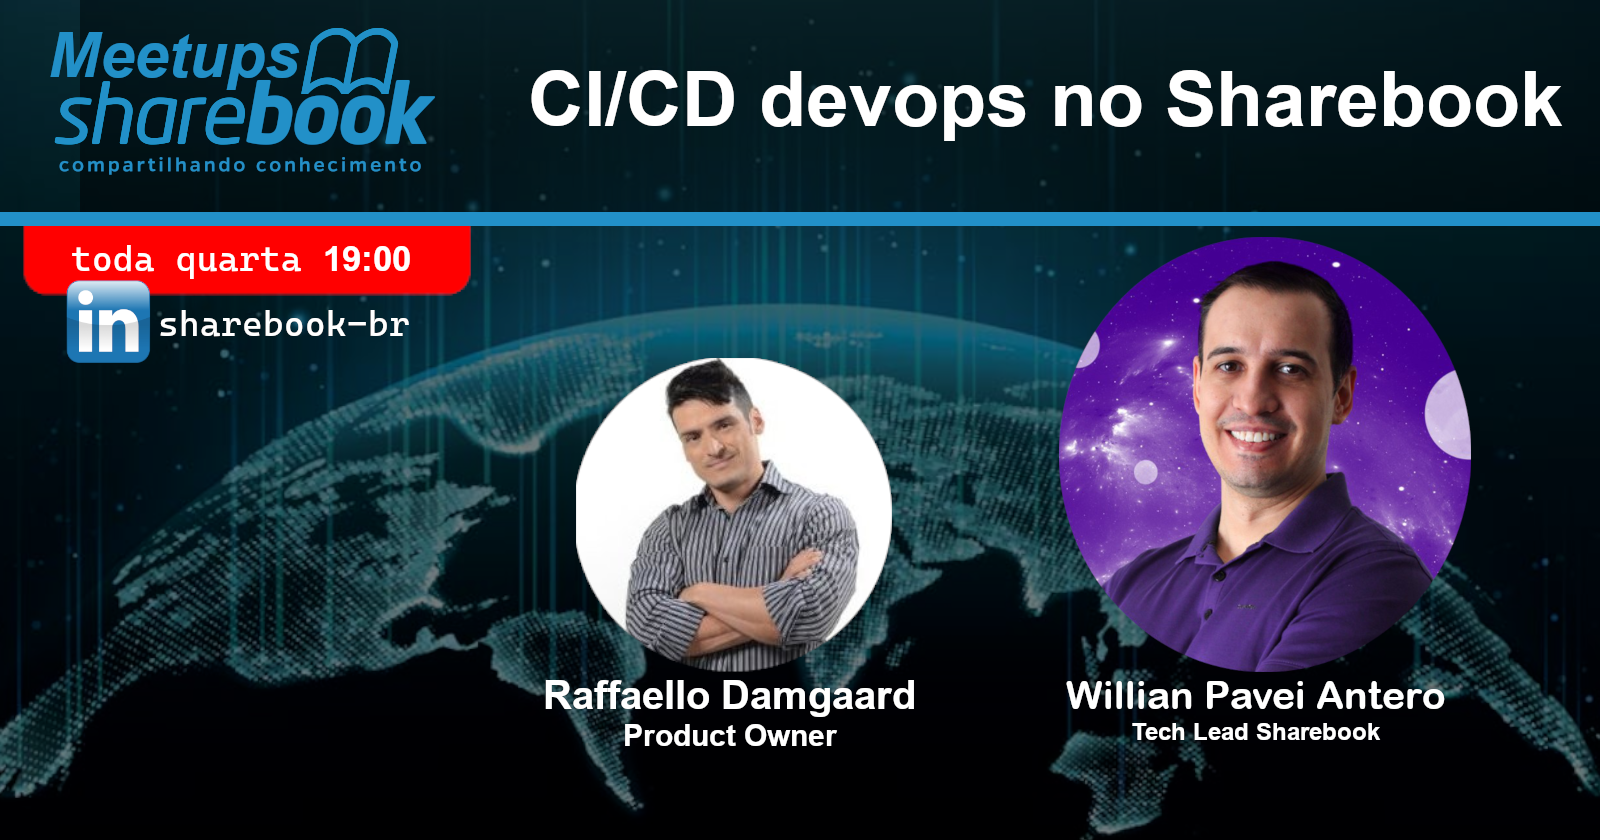 Meetups
sharebook
compartilhando conhecimento
CI/CD devops no Sharebook
toda quarta 19:00
in
sharebook-br
Raffaello Damgaard
Product Owner
Willian Pavei Antero
Tech Lead Sharebook